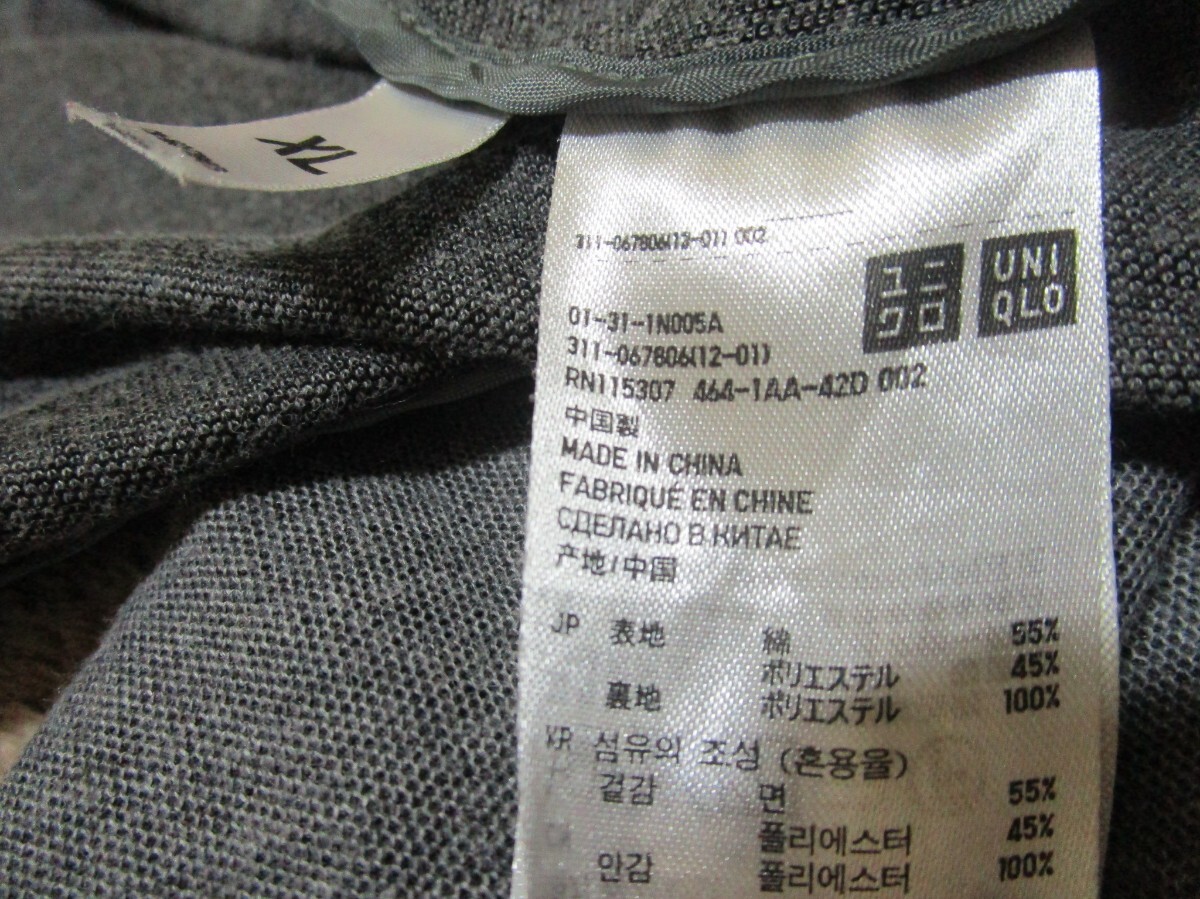 XL
311-067806(12-01) 002
ユニ
クロ
UNI
QLO
01-31-1N005A
311-067806(12-01)
RN115307 464-1AA-42D 002
中国製
MADE IN CHINA
FABRIQUÉ EN CHINE
СДЕЛАНО В КИТАЕ
产地/中国
JP 表地 綿 55%
ポリエステル 45%
裏地 ポリエステル 100%
KR 섬유의 조성 (혼용율)
겉감 면 55%
폴리에스터 45%
안감 폴리에스터 100%